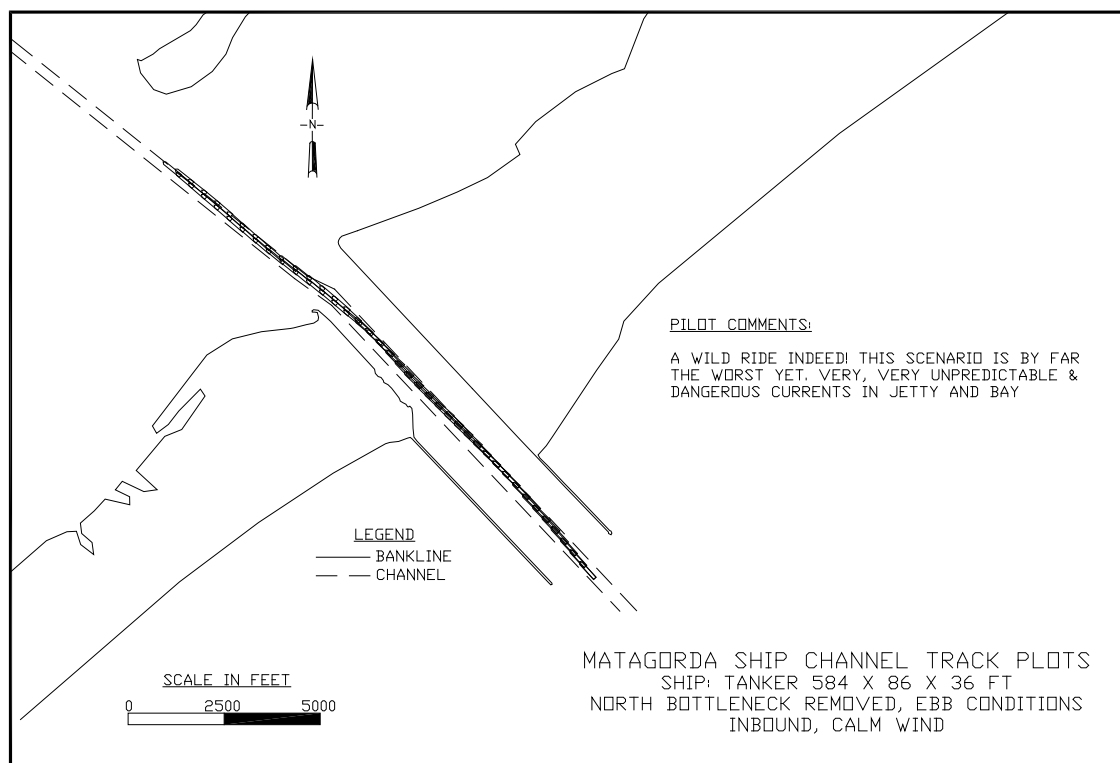 -N-
PILOT COMMENTS:
A WILD RIDE INDEED! THIS SCENARIO IS BY FAR
THE WORST YET. VERY, VERY UNPREDICTABLE &
DANGEROUS CURRENTS IN JETTY AND BAY
LEGEND
BANKLINE
CHANNEL
SCALE IN FEET
0 2500 5000
MATAGORDA SHIP CHANNEL TRACK PLOTS
SHIP: TANKER 584 X 86 X 36 FT
NORTH BOTTLENECK REMOVED, EBB CONDITIONS
INBOUND, CALM WIND